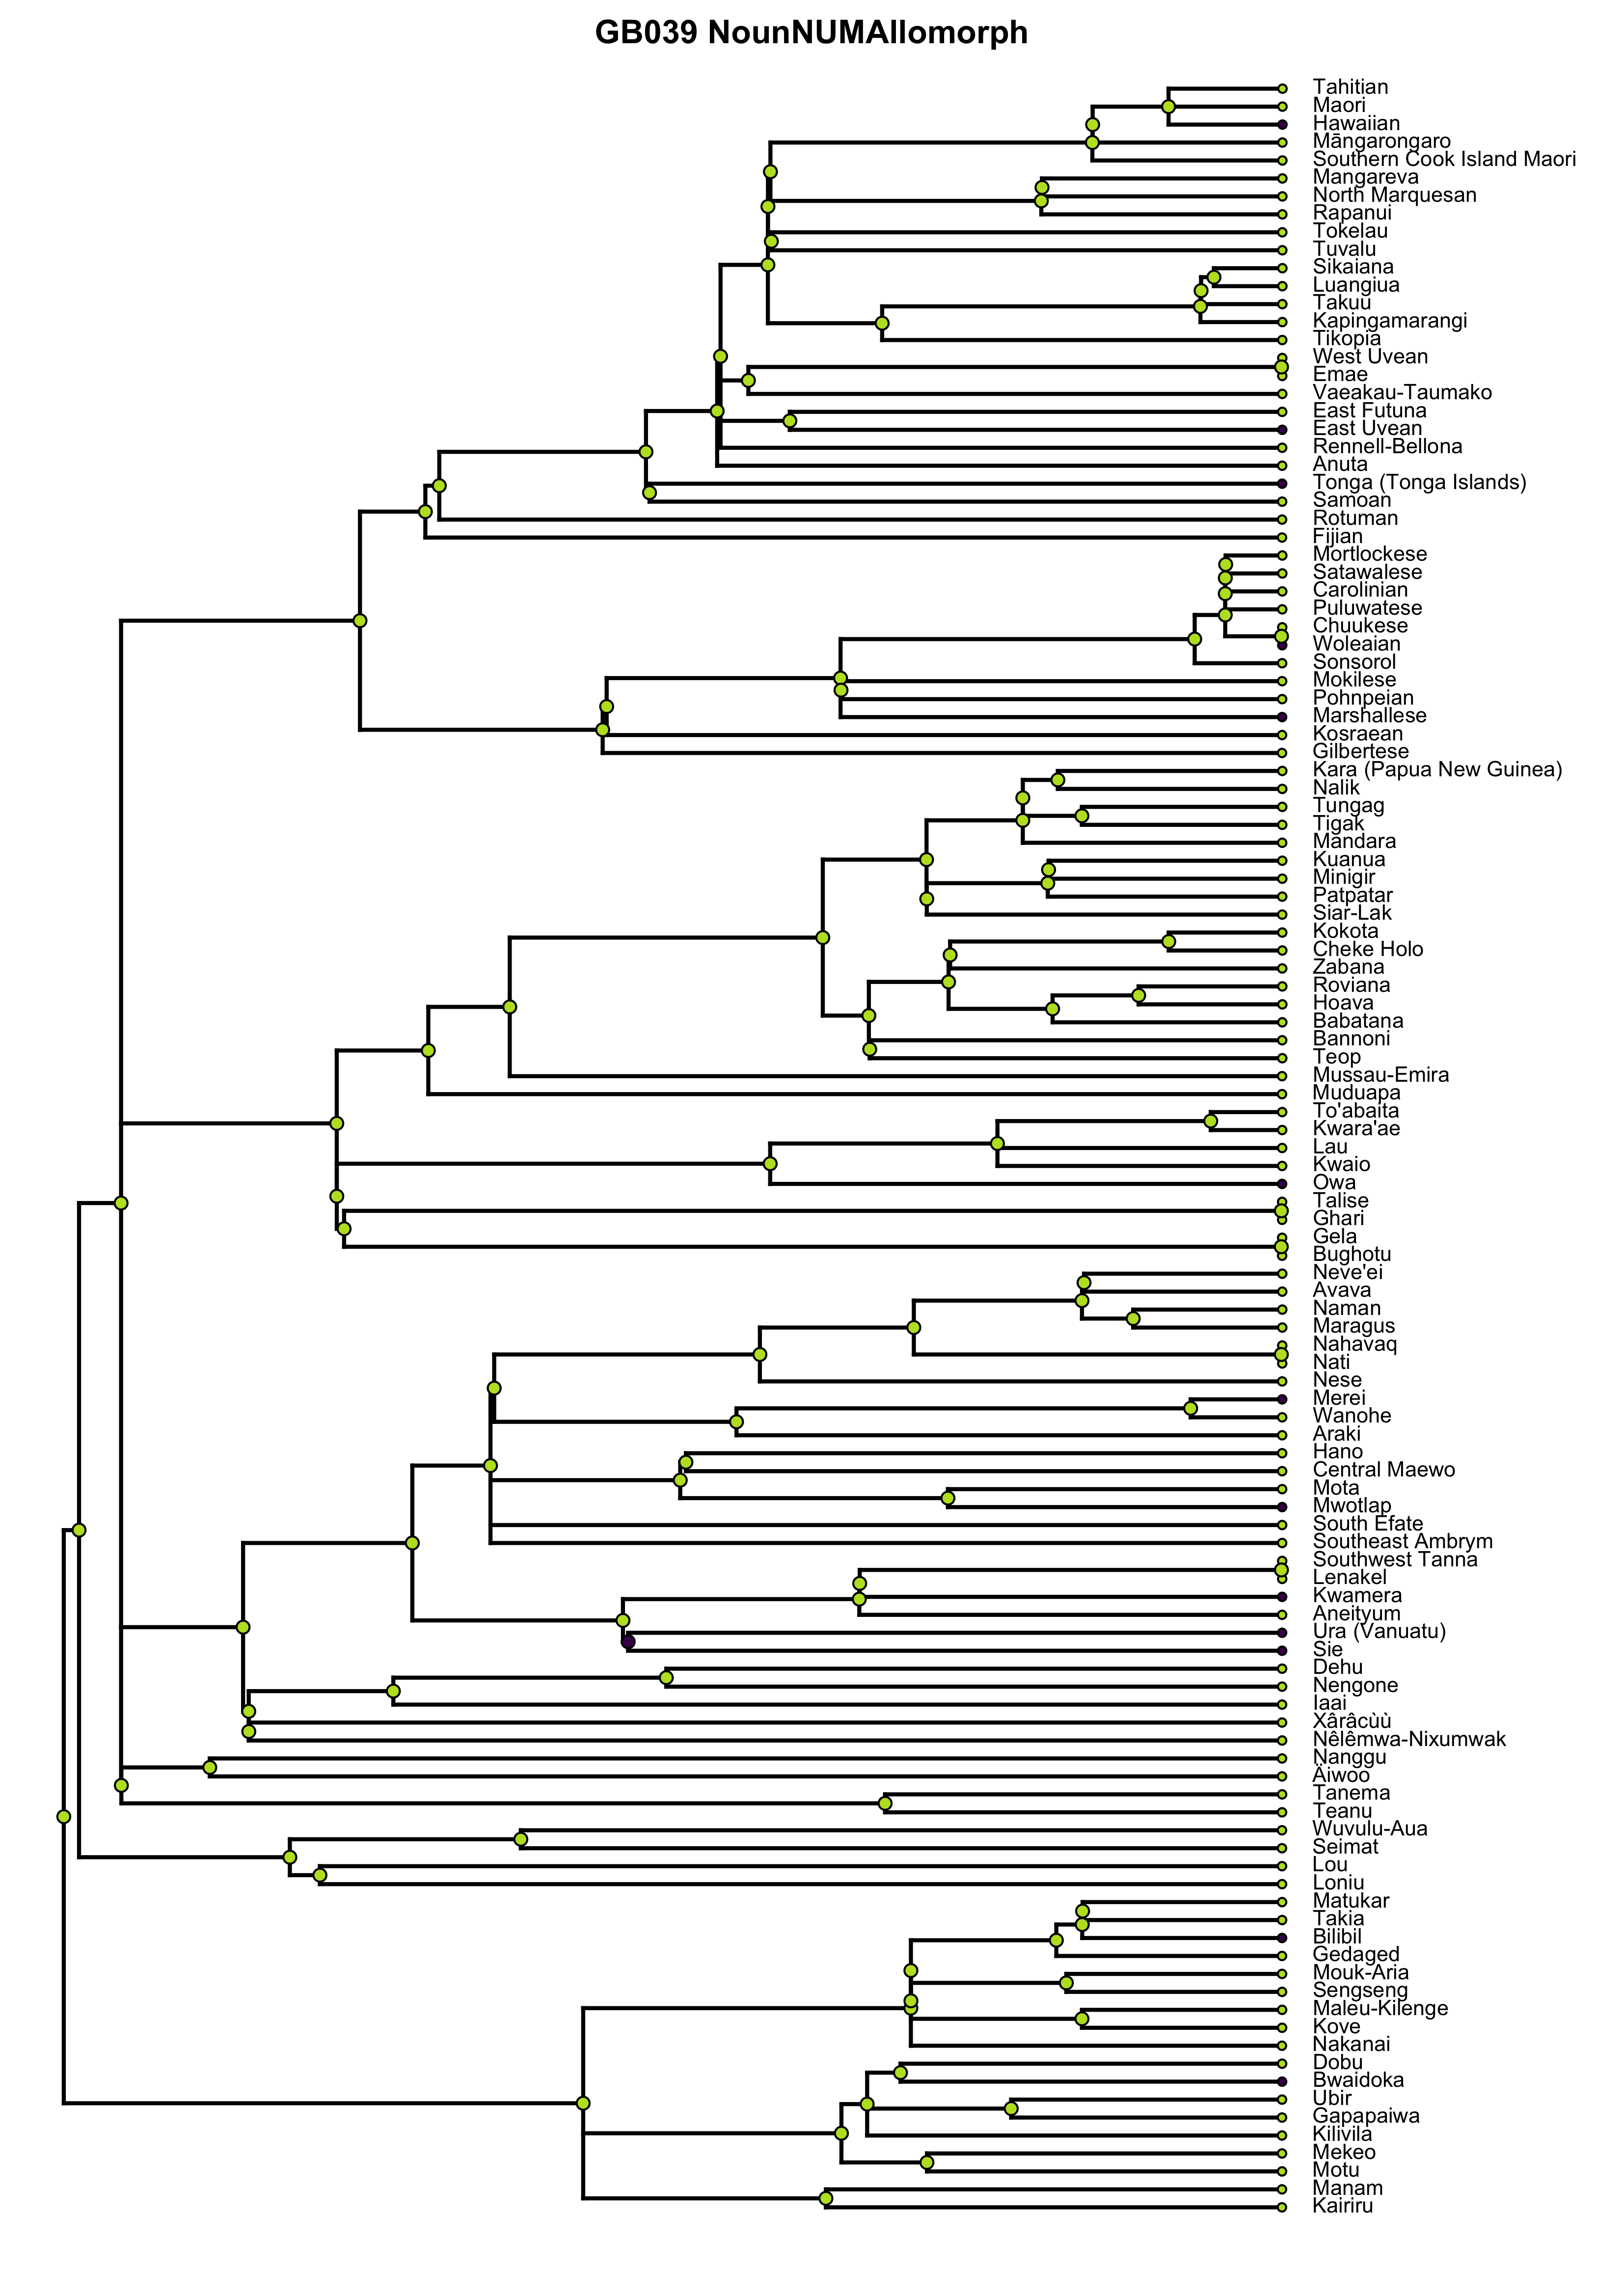 GB039 NounNUMAllomorph
Tahitian
Maori
Hawaiian
Māngarongaro
Southern Cook Island Maori
Mangareva
North Marquesan
Rapanui
Tokelau
Tuvalu
Sikaiana
Luangiua
Takuu
Kapingamarangi
Tikopia
West Uvean
Emae
Vaeakau-Taumako
East Futuna
East Uvean
Rennell-Bellona
Anuta
Tonga (Tonga Islands)
Samoan
Rotuman
Fijian
Mortlockese
Satawalese
Carolinian
Puluwatese
Chuukese
Woleaian
Sonsorol
Mokilese
Pohnpeian
Marshallese
Kosraean
Gilbertese
Kara (Papua New Guinea)
Nalik
Tungag
Tigak
Mandara
Kuanua
Minigir
Patpatar
Siar-Lak
Kokota
Cheke Holo
Zabana
Roviana
Hoava
Babatana
Bannoni
Teop
Mussau-Emira
Muduapa
To'abaita
Kwara'ae
Lau
Kwaio
Owa
Talise
Ghari
Gela
Bughotu
Neve'ei
Avava
Naman
Maragus
Nahavaq
Nati
Nese
Merei
Wanohe
Araki
Hano
Central Maewo
Mota
Mwotlap
South Efate
Southeast Ambrym
Southwest Tanna
Lenakel
Kwamera
Aneityum
Ura (Vanuatu)
Sie
Dehu
Nengone
Iaai
Xârâcùù
Nêlêmwa-Nixumwak
Nanggu
Äiwoo
Tanema
Teanu
Wuvulu-Aua
Seimat
Lou
Loniu
Matukar
Takia
Bilibil
Gedaged
Mouk-Aria
Sengseng
Maleu-Kilenge
Kove
Nakanai
Dobu
Bwaidoka
Ubir
Gapapaiwa
Kilivila
Mekeo
Motu
Manam
Kairiru